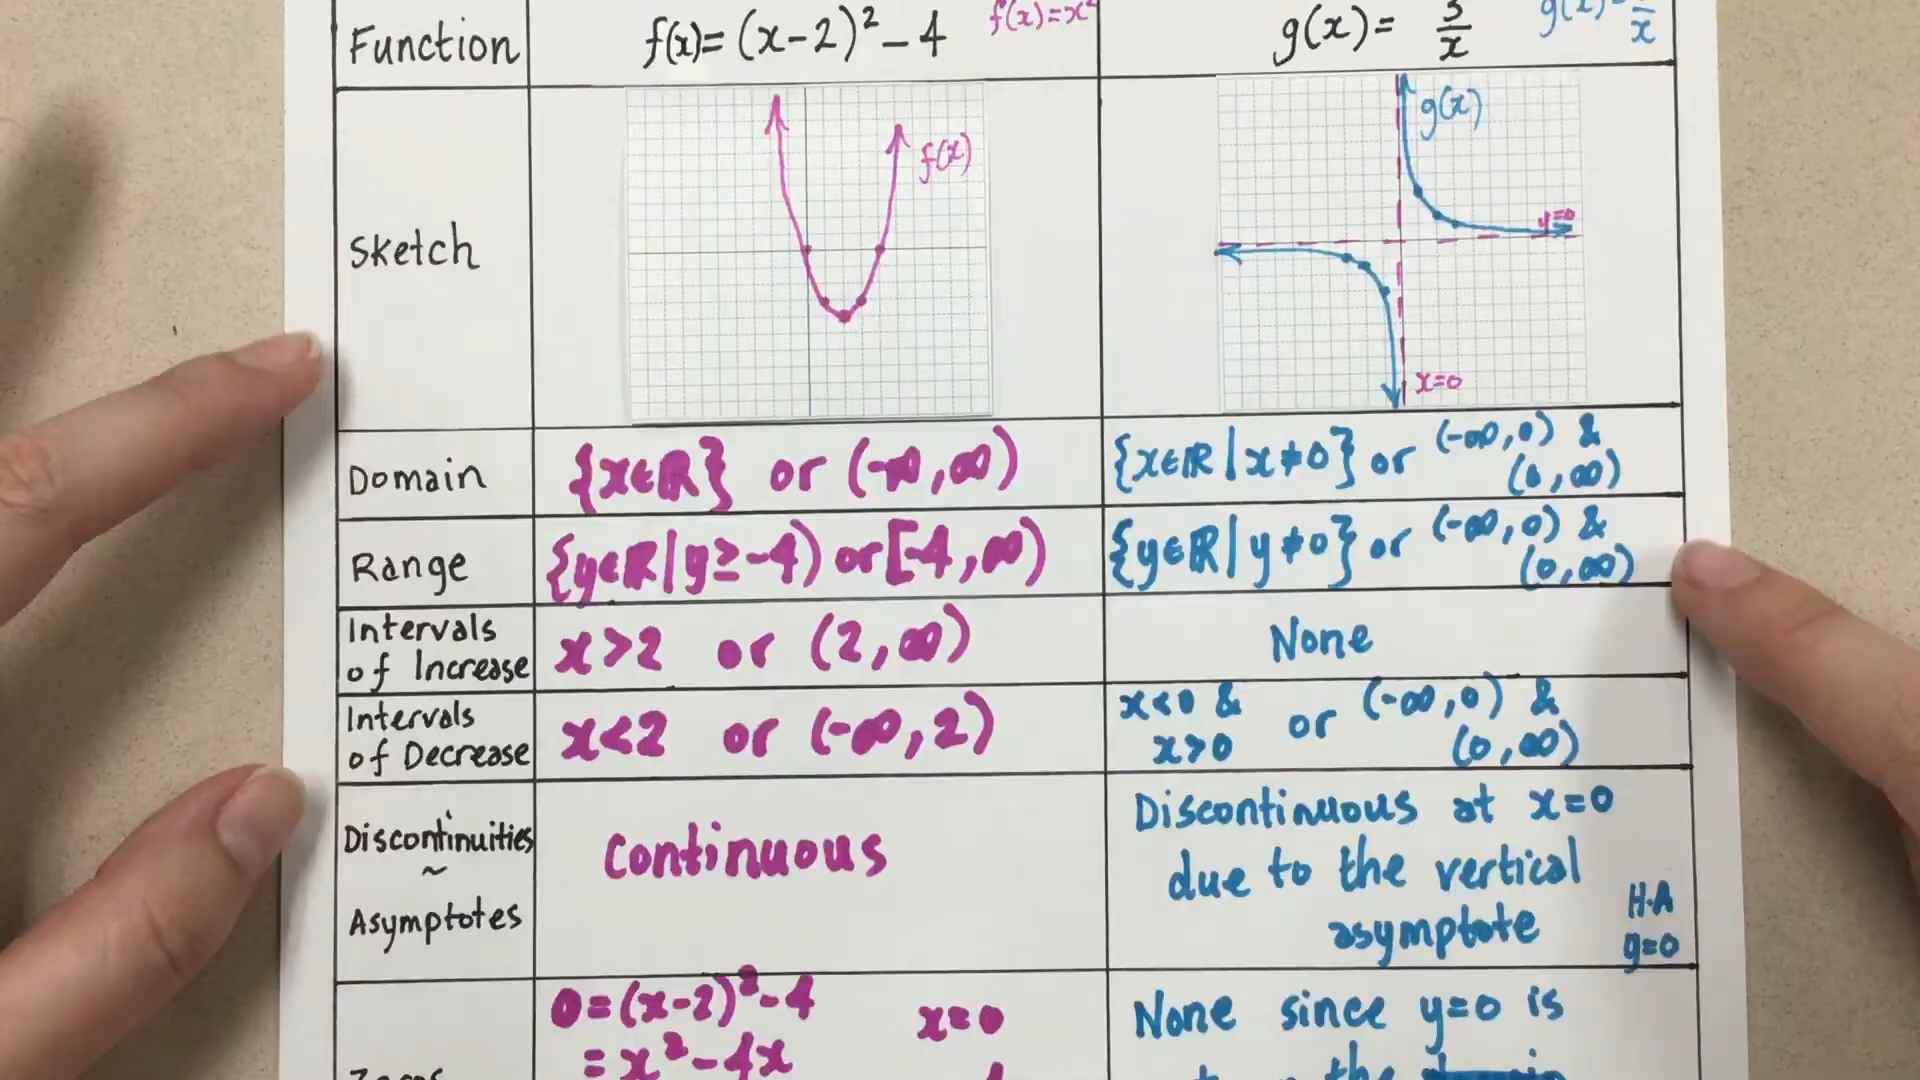 Function
f(x) = (x-2)² - 4
f(x)=x²
g(x) = 3/x
g(x)=1/x
Sketch
f(x)
g(x)
y=0
x=0
Domain
{x∈ℝ} or (-∞,∞)
{x∈ℝ | x≠0} or (-∞,0) &
(0,∞)
Range
{y∈ℝ | y≥-4) or [-4,∞)
{y∈ℝ | y≠0} or (-∞,0) &
(0,∞)
Intervals
of Increase
x>2 or (2,∞)
None
Intervals
of Decrease
x<2 or (-∞,2)
x<0 &
x>0
or
(-∞,0) &
(0,∞)
Discontinuities
~
Asymptotes
Continuous
Discontinuous at x=0
due to the vertical
asymptote
H.A
y=0
0=(x-2)²-4
=x²-4x
x=0
None since y=0 is
the